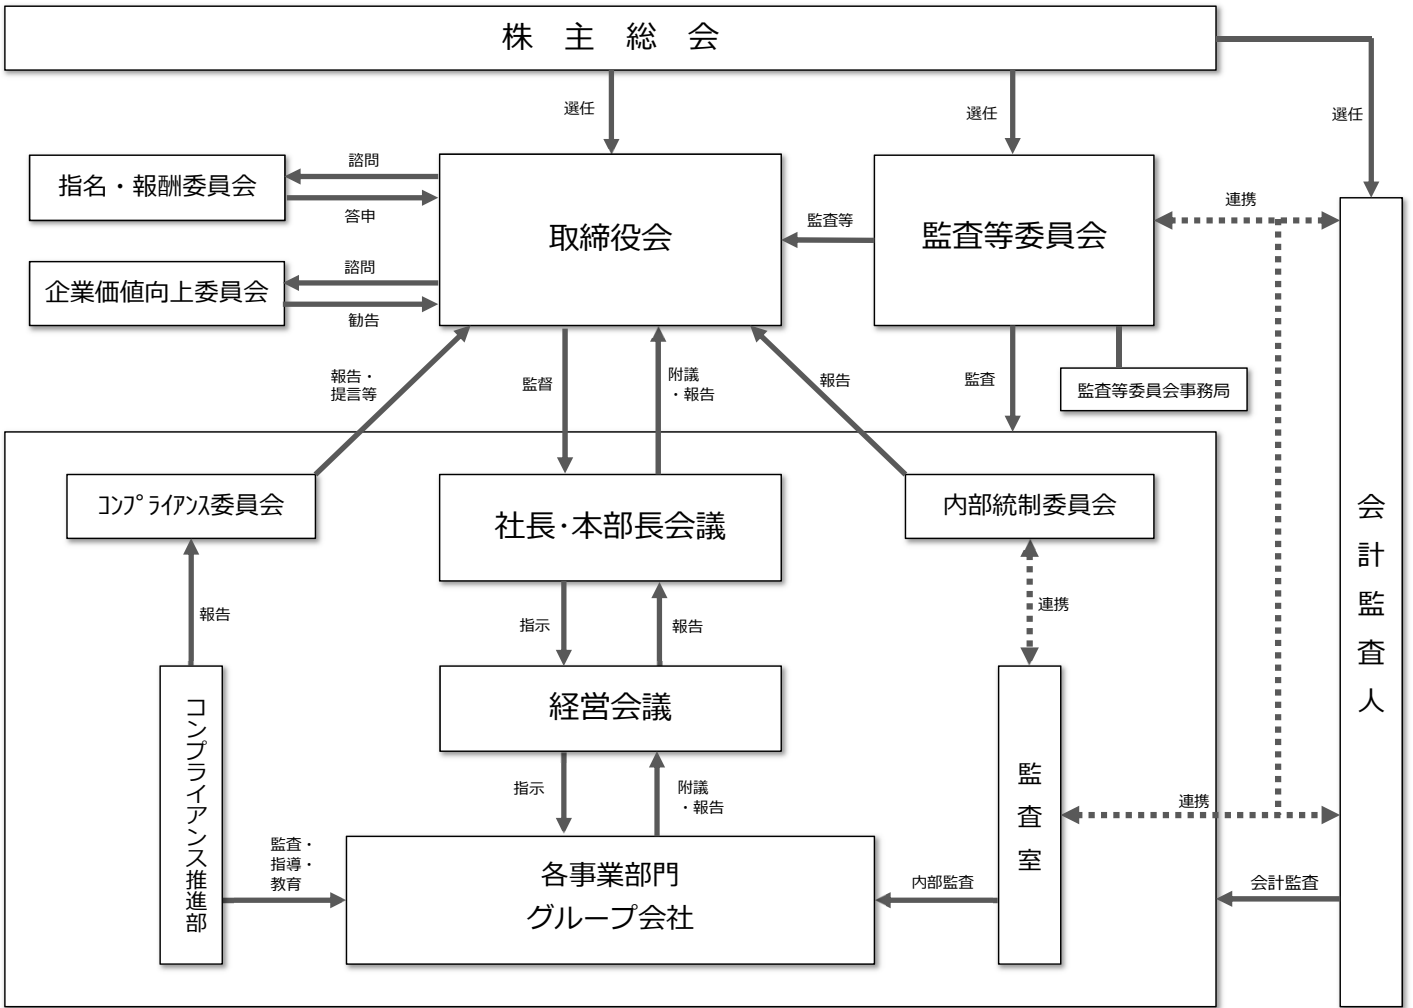 株 主 総 会
選任
選任
選任
指名・報酬委員会
諮問
答申
取締役会
監査等
監査等委員会
連携
企業価値向上委員会
諮問
勧告
報告・
提言等
監督
附議
・報告
報告
監査
監査等委員会事務局
コンプライアンス委員会
社長・本部長会議
内部統制委員会
会計監査人
報告
指示
報告
連携
コンプライアンス推進部
経営会議
監査室
指示
附議
・報告
連携
監査・
指導・
教育
各事業部門
グループ会社
内部監査
会計監査